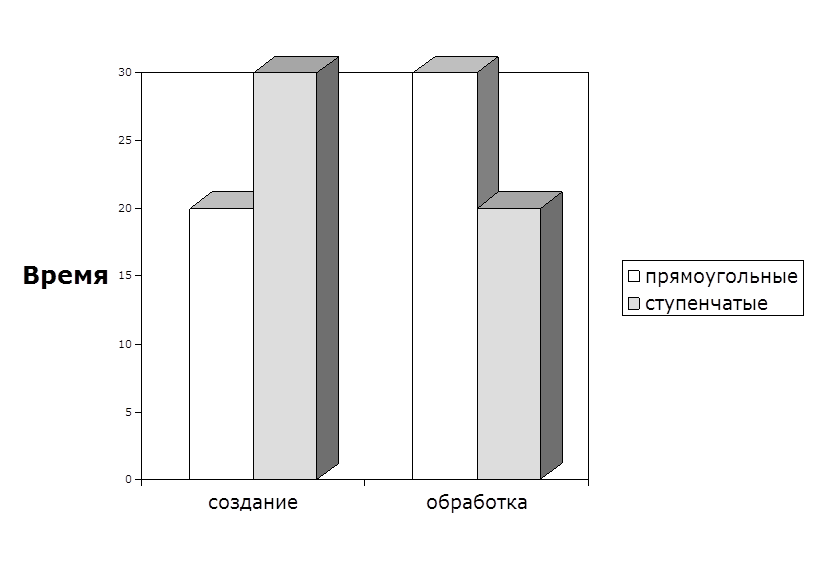 30
25
20
Время
15
10
5
0
создание
обработка
прямоугольные
ступенчатые